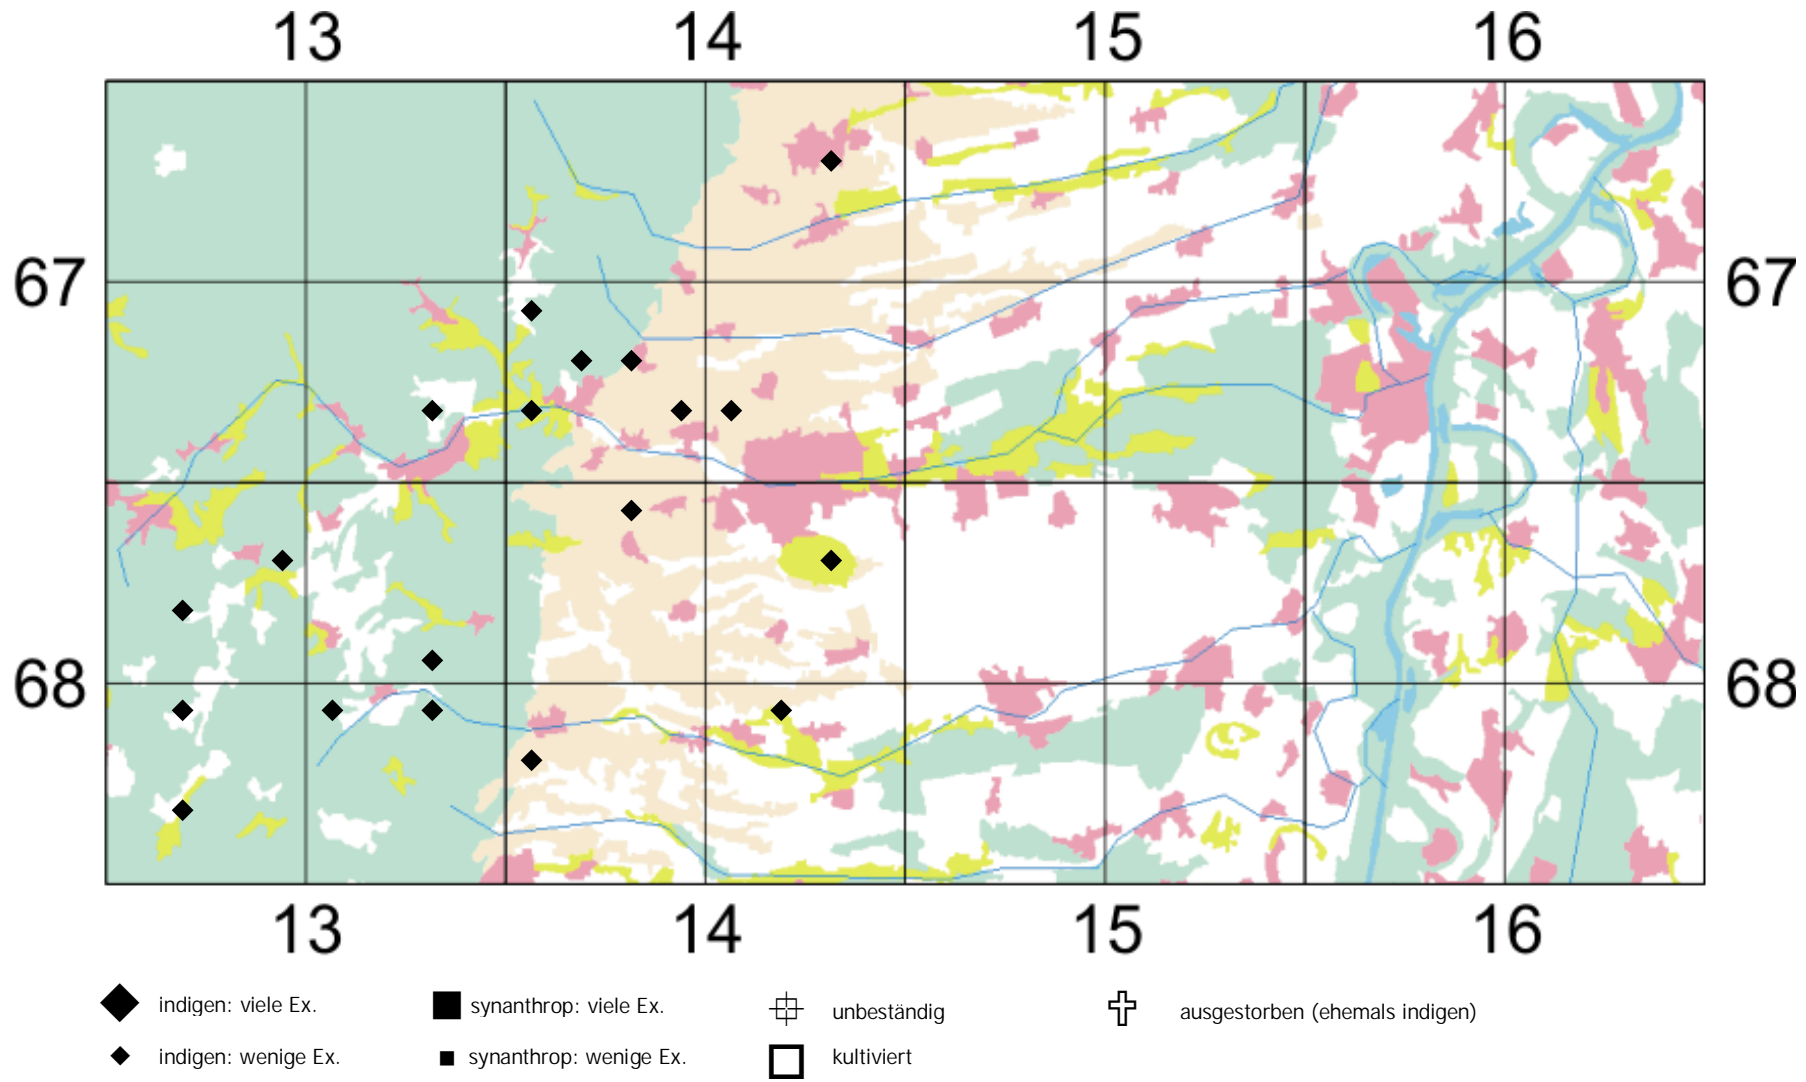 13 14 15 16
67 67
68 68
13 14 15 16
indigen: viele Ex. synanthrop: viele Ex. unbeständig ausgestorben (ehemals indigen)
indigen: wenige Ex. synanthrop: wenige Ex. kultiviert